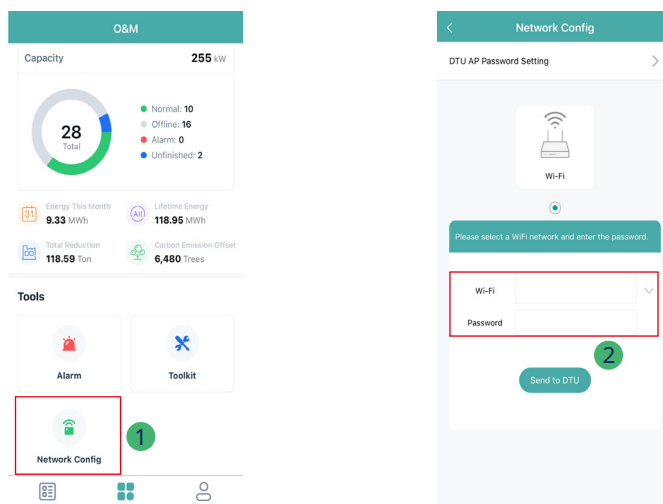 O&M
Capacity 255 kW
28
Total
Normal: 10
Offline: 16
Alarm: 0
Unfinished: 2
31 Energy This Month
9.33 MWh
All Lifetime Energy
118.95 MWh
Total Reduction
118.59 Ton
Carbon Emission Offset
6,480 Trees
Tools
Alarm
Toolkit
Network Config
1
Network Config
DTU AP Password Setting
Wi-Fi
Please select a WiFi network and enter the password.
Wi-Fi
Password
2
Send to DTU